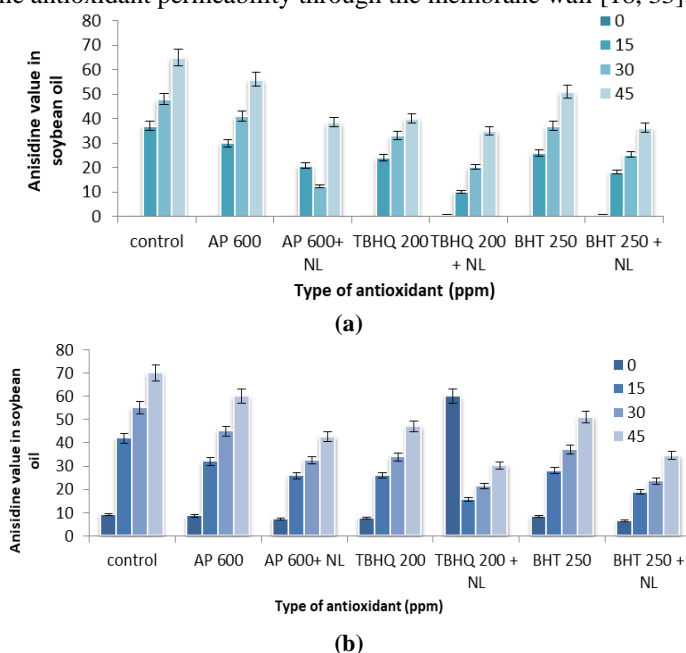 the antioxidant permeability through the membrane wall [16, 33]
80
70
60
50
40
30
20
10
0
Anisidine value in
soybean oil
0
15
30
45
control AP 600 AP 600+ NL TBHQ 200 TBHQ 200 + NL BHT 250 BHT 250 + NL
Type of antioxidant (ppm)
(a)
80
70
60
50
40
30
20
10
0
Anisidine value in soybean
oil
0
15
30
45
control AP 600 AP 600+ NL TBHQ 200 TBHQ 200 + NL BHT 250 BHT 250 + NL
Type of antioxidant (ppm)
(b)